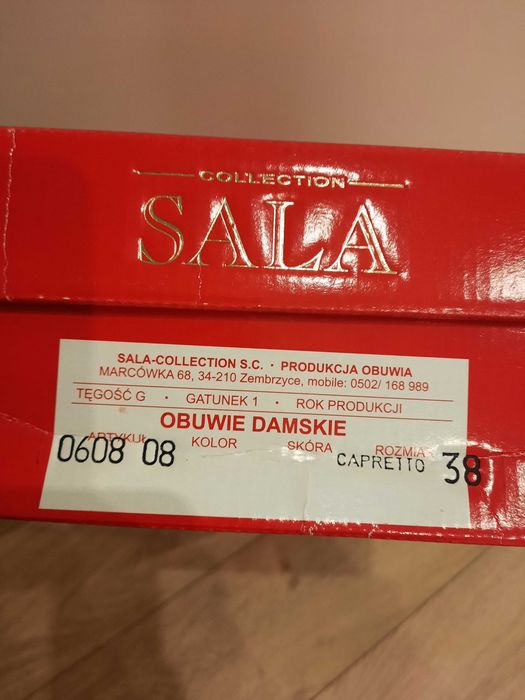 COLLECTION
SALA
SALA-COLLECTION S.C. · PRODUKCJA OBUWIA
MARCÓWKA 68, 34-210 Zembrzyce, mobile: 0502/ 168 989
TĘGOŚĆ G · GATUNEK 1 · ROK PRODUKCJI
OBUWIE DAMSKIE
ARTYKUŁ KOLOR SKÓRA ROZMIAR
0608 08 CAPRETTO 38